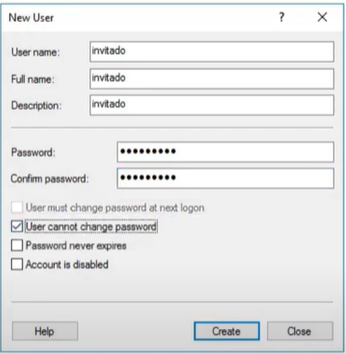 New User
?
User name: invitado
Full name: invitado
Description: invitado
Password: •••••••••
Confirm password: •••••••••
User must change password at next logon
User cannot change password
Password never expires
Account is disabled
Help Create Close